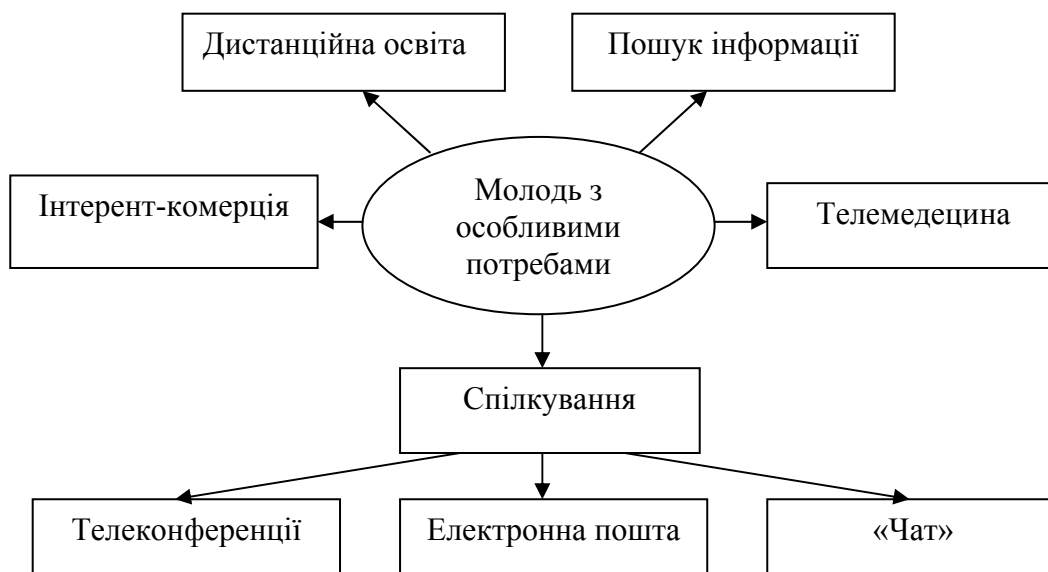 Дистанційна освіта
Пошук інформації
Інтерент-комерція
Молодь з
особливими
потребами
Телемедецина
Спілкування
Телеконференції
Електронна пошта
«Чат»